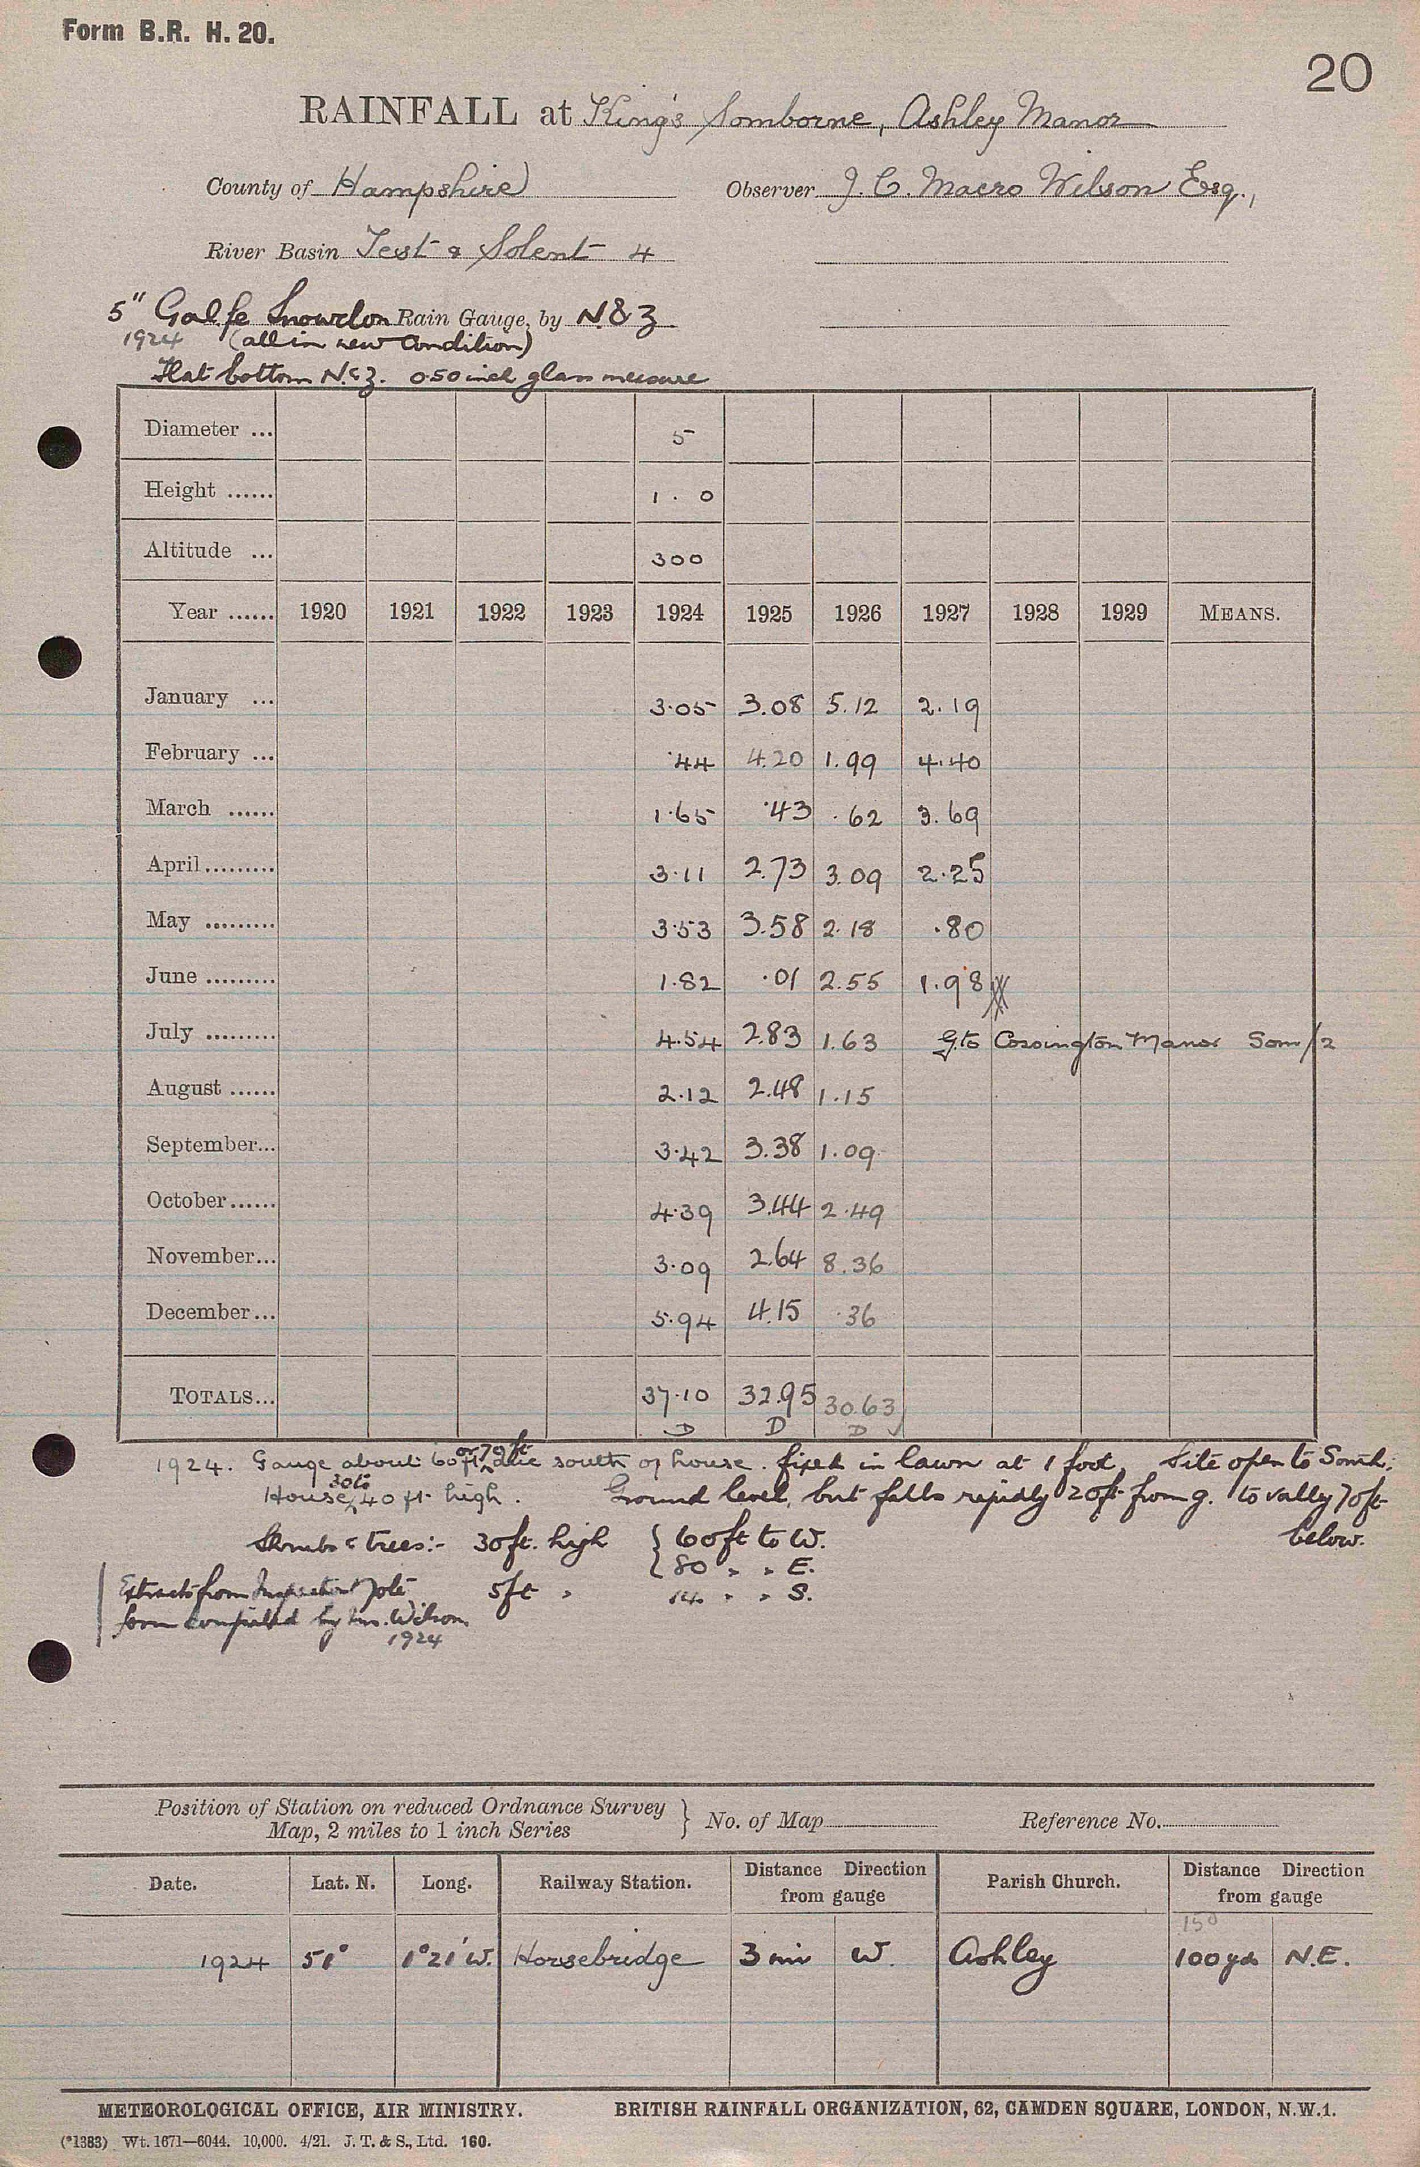 Form B.R. H. 20.
20
RAINFALL at King's Somborne, Ashley Manor
County of Hampshire Observer J. C. Macro Wilson Esq.,
River Basin Test & Solent 4
5" Galfe Snowdon Rain Gauge, by N&Z
1924 (all in new condition)
Flat bottom N.&Z. 0.50 inch glass measure
Diameter ... 5
Height ...... 1.0
Altitude ... 300
Year ...... 1920 1921 1922 1923 1924 1925 1926 1927 1928 1929 MEANS.
January ... 3.05 3.08 5.12 2.19
February ... .44 4.20 1.99 4.40
March ...... 1.65 .43 .62 3.69
April ......... 3.11 2.73 3.09 2.25
May ......... 3.53 3.58 2.18 .80
June ......... 1.82 .01 2.55 1.98
July ......... 4.54 2.83 1.63 G to Cossington Manor Som/2
August ...... 2.12 2.48 1.15
September... 3.42 3.38 1.09
October...... 4.39 3.44 2.49
November... 3.09 2.64 8.36
December... 5.94 4.15 .36
TOTALS... 37.10 32.95 30.63
D D D
1924. Gauge about 60 ft or 70 ft due south of house. fixed in lawn at 1 foot. Site open to South;
House 30 to 40 ft. high. Ground level, but falls rapidly 20ft from g. to vally 70ft
below.
Shrubs & trees:- 30ft. high { 60ft to W.
80 " " E.
5ft " 14 " " S.
Extracts from Inspection
form compiled by Mr. Wilson
1924
Position of Station on reduced Ordnance Survey
Map, 2 miles to 1 inch Series } No. of Map Reference No.
Date. Lat. N. Long. Railway Station. Distance Direction from gauge Parish Church. Distance Direction from gauge
150
1924 51° 1°21'W. Horsebridge 3 mi W. Ashley 100 yds N.E.
METEOROLOGICAL OFFICE, AIR MINISTRY. BRITISH RAINFALL ORGANIZATION, 62, CAMDEN SQUARE, LONDON, N.W.1.
(*1383) Wt. 1671—6044. 10,000. 4/21. J. T. & S., Ltd. 160.